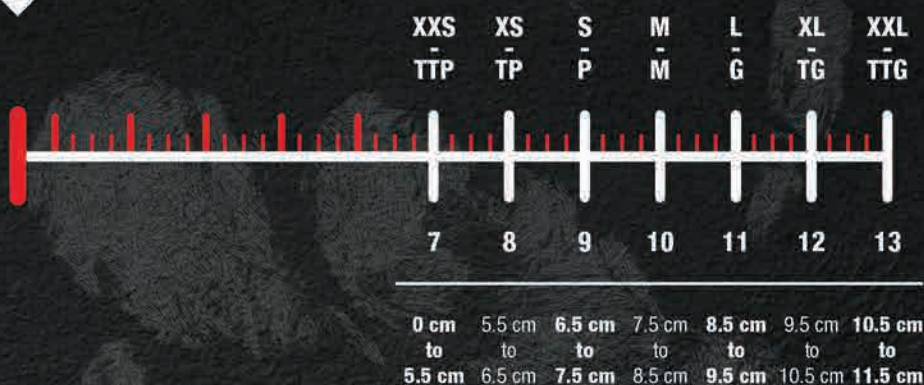 XXS XS S M L XL XXL
- - - - - - -
TTP TP P M G TG TTG
7 8 9 10 11 12 13
0 cm 5.5 cm 6.5 cm 7.5 cm 8.5 cm 9.5 cm 10.5 cm
to to to to to to to
5.5 cm 6.5 cm 7.5 cm 8.5 cm 9.5 cm 10.5 cm 11.5 cm